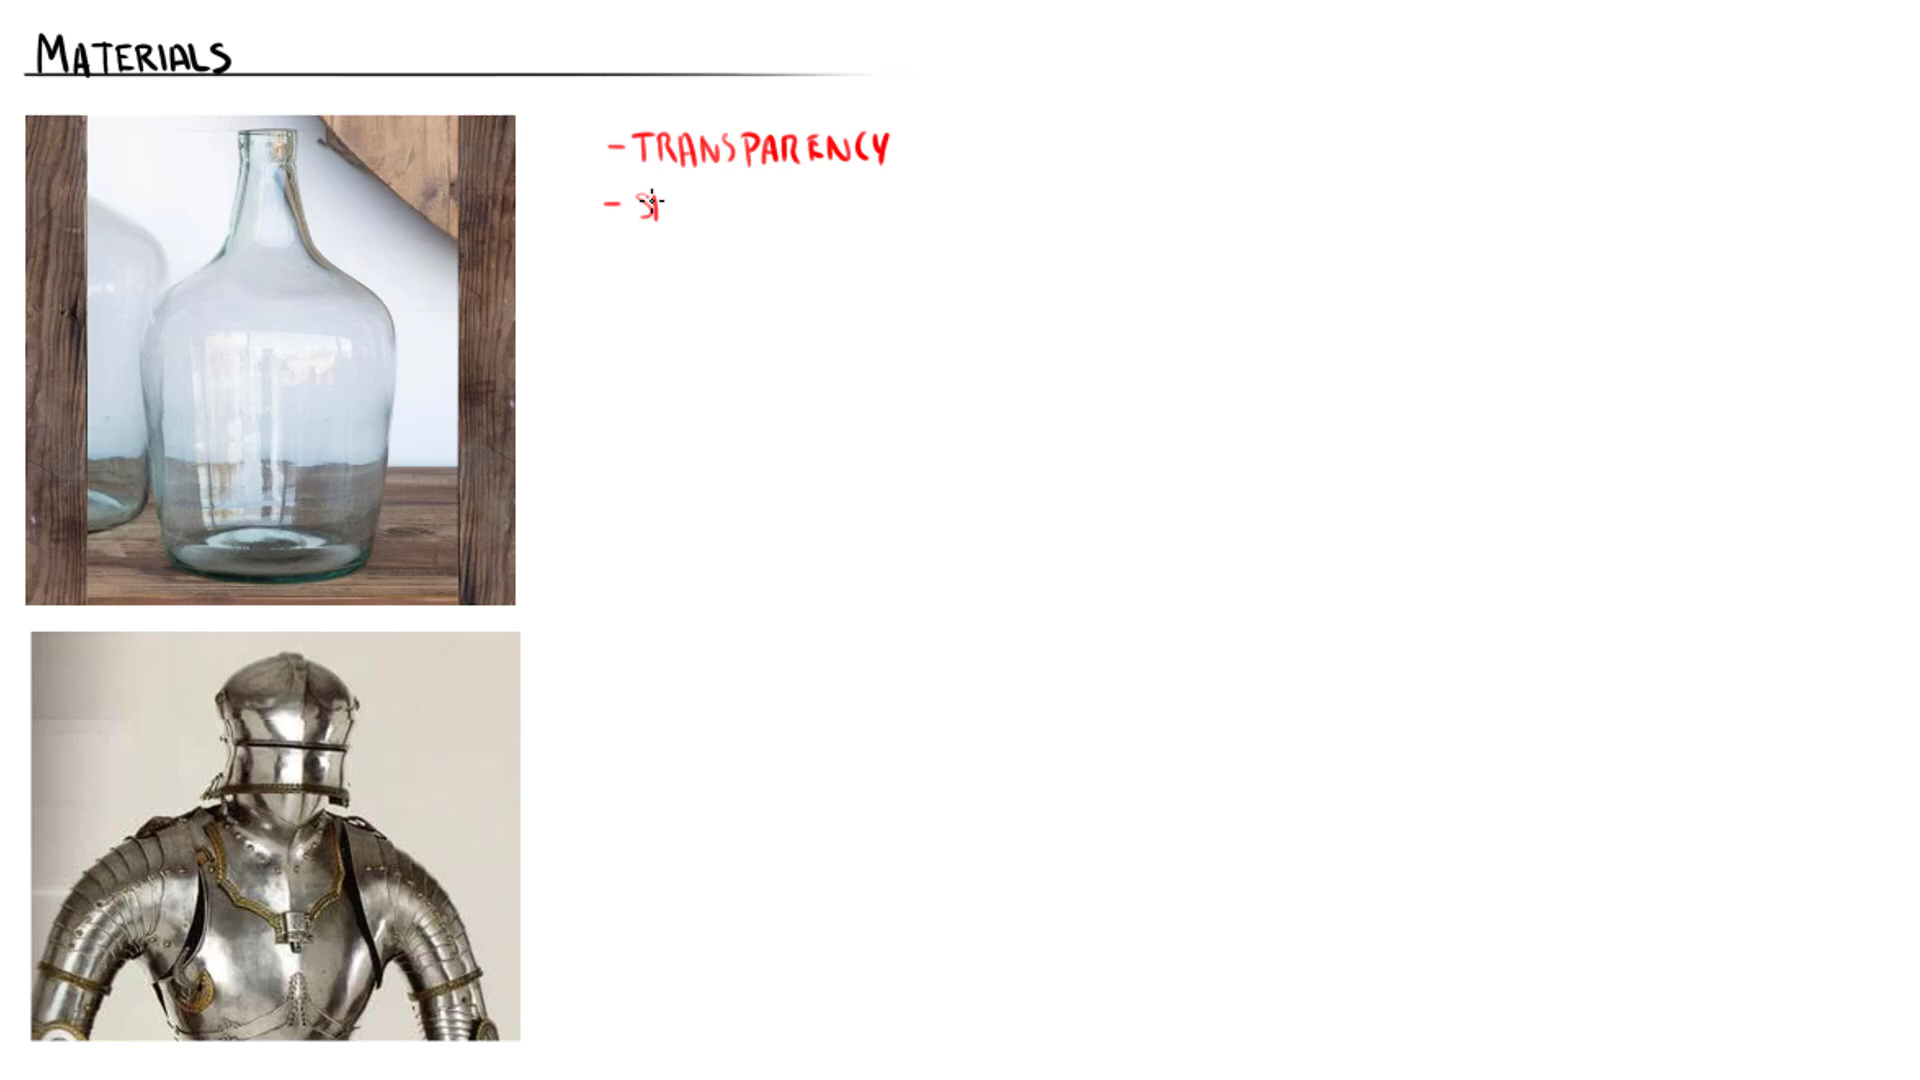 MATERIALS
- TRANSPARENCY
- S